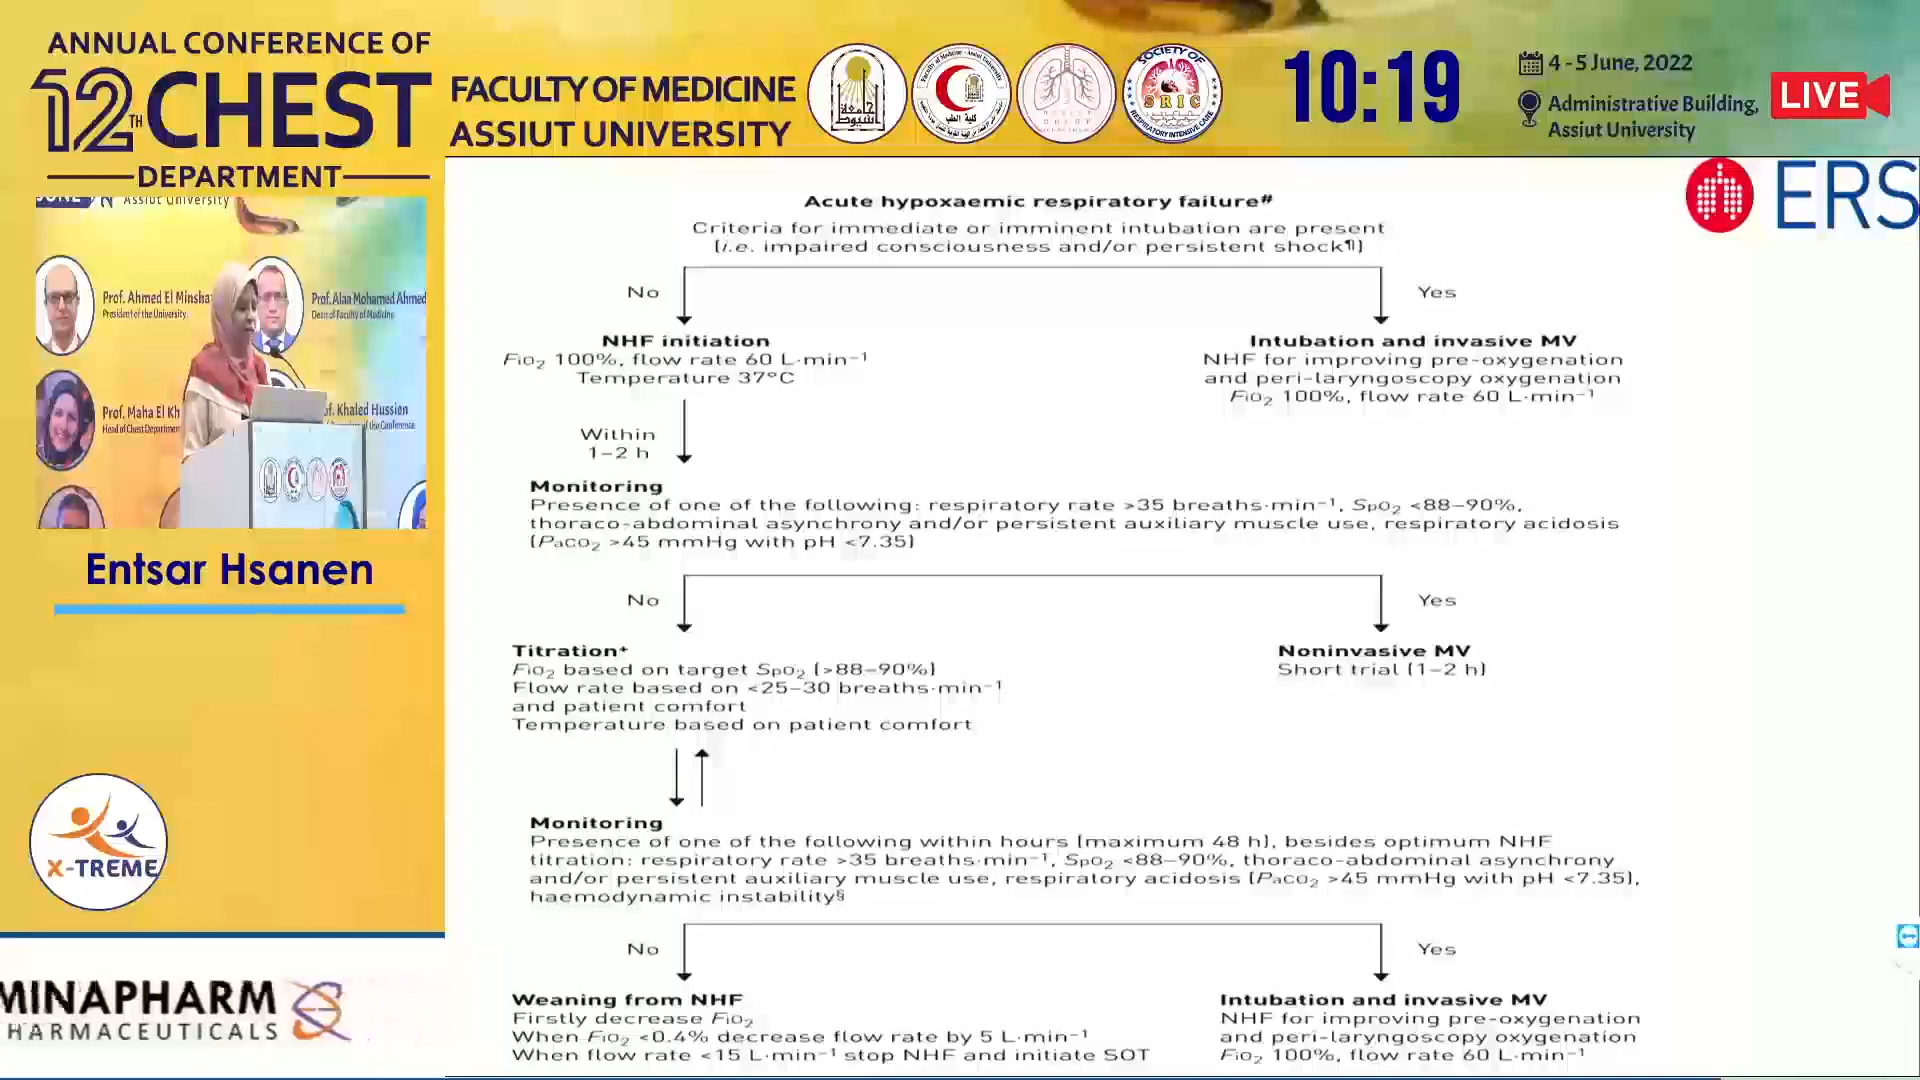 ANNUAL CONFERENCE OF
12TH CHEST
DEPARTMENT
FACULTY OF MEDICINE
ASSIUT UNIVERSITY
SOCIETY OF
SRIC
RESPIRATORY INTENSIVE CARE
10:19
4 - 5 June, 2022
Administrative Building,
Assiut University
LIVE
ERS
Assiut University
Prof. Ahmed El Minsha
President of the University
Prof. Alaa Mohamed Ahmed
Dean of Faculty of Medicine
Prof. Maha El Kh
Head of Chest Department
of. Khaled Hussien
of the Conference
Entsar Hsanen
X-TREME
MINAPHARM
HARMACEUTICALS
Acute hypoxaemic respiratory failure#
Criteria for immediate or imminent intubation are present
(i.e. impaired consciousness and/or persistent shock¶)
No
Yes
NHF initiation
FiO2 100%, flow rate 60 L·min−1
Temperature 37°C
Intubation and invasive MV
NHF for improving pre-oxygenation
and peri-laryngoscopy oxygenation
FiO2 100%, flow rate 60 L·min−1
Within
1–2 h
Monitoring
Presence of one of the following: respiratory rate >35 breaths·min−1, SpO2 <88–90%,
thoraco-abdominal asynchrony and/or persistent auxiliary muscle use, respiratory acidosis
(PaCO2 >45 mmHg with pH <7.35)
No
Yes
Titration+
FiO2 based on target SpO2 (>88–90%)
Flow rate based on <25–30 breaths·min−1
and patient comfort
Temperature based on patient comfort
Noninvasive MV
Short trial (1–2 h)
Monitoring
Presence of one of the following within hours (maximum 48 h), besides optimum NHF
titration: respiratory rate >35 breaths·min−1, SpO2 <88–90%, thoraco-abdominal asynchrony
and/or persistent auxiliary muscle use, respiratory acidosis (PaCO2 >45 mmHg with pH <7.35),
haemodynamic instability§
No
Yes
Weaning from NHF
Firstly decrease FiO2
When FiO2 <0.4% decrease flow rate by 5 L·min−1
When flow rate <15 L·min−1 stop NHF and initiate SOT
Intubation and invasive MV
NHF for improving pre-oxygenation
and peri-laryngoscopy oxygenation
FiO2 100%, flow rate 60 L·min−1